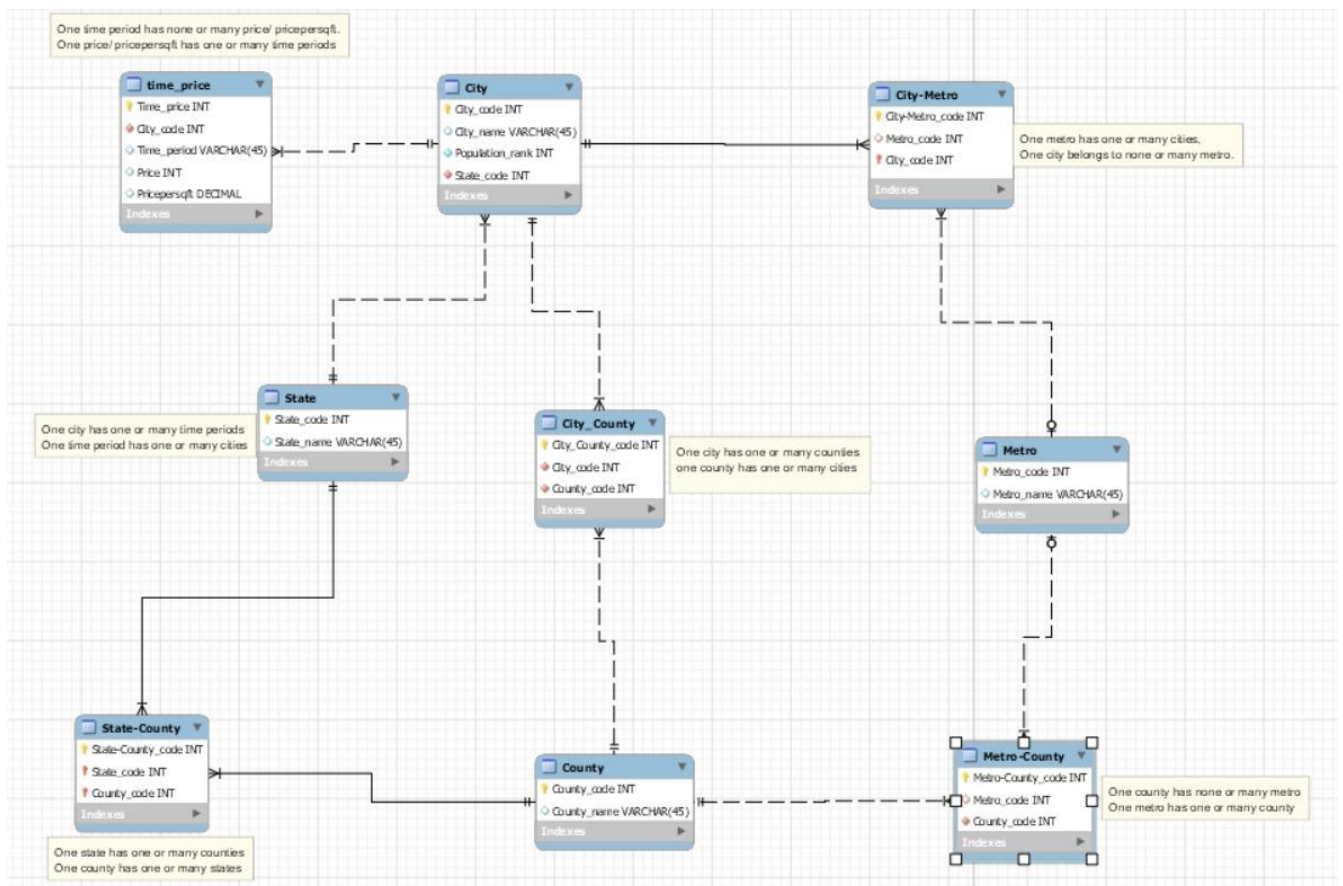 One time period has none or many price/ pricepersqft.
One price/ pricepersqft has one or many time periods
time_price
Time_price INT
City_code INT
Time_period VARCHAR(45)
Price INT
Pricepersqft DECIMAL
Indexes
City
City_code INT
City_name VARCHAR(45)
Population_rank INT
State_code INT
Indexes
City-Metro
City-Metro_code INT
Metro_code INT
City_code INT
Indexes
One metro has one or many cities,
One city belongs to none or many metro.
State
State_code INT
State_name VARCHAR(45)
Indexes
One city has one or many time periods
One time period has one or many cities
City_County
City_County_code INT
City_code INT
County_code INT
Indexes
One city has one or many counties
one county has one or many cities
Metro
Metro_code INT
Metro_name VARCHAR(45)
Indexes
State-County
State-County_code INT
State_code INT
County_code INT
Indexes
One state has one or many counties
One county has one or many states
County
County_code INT
County_name VARCHAR(45)
Indexes
Metro-County
Metro-County_code INT
Metro_code INT
County_code INT
Indexes
One county has none or many metro
One metro has one or many county